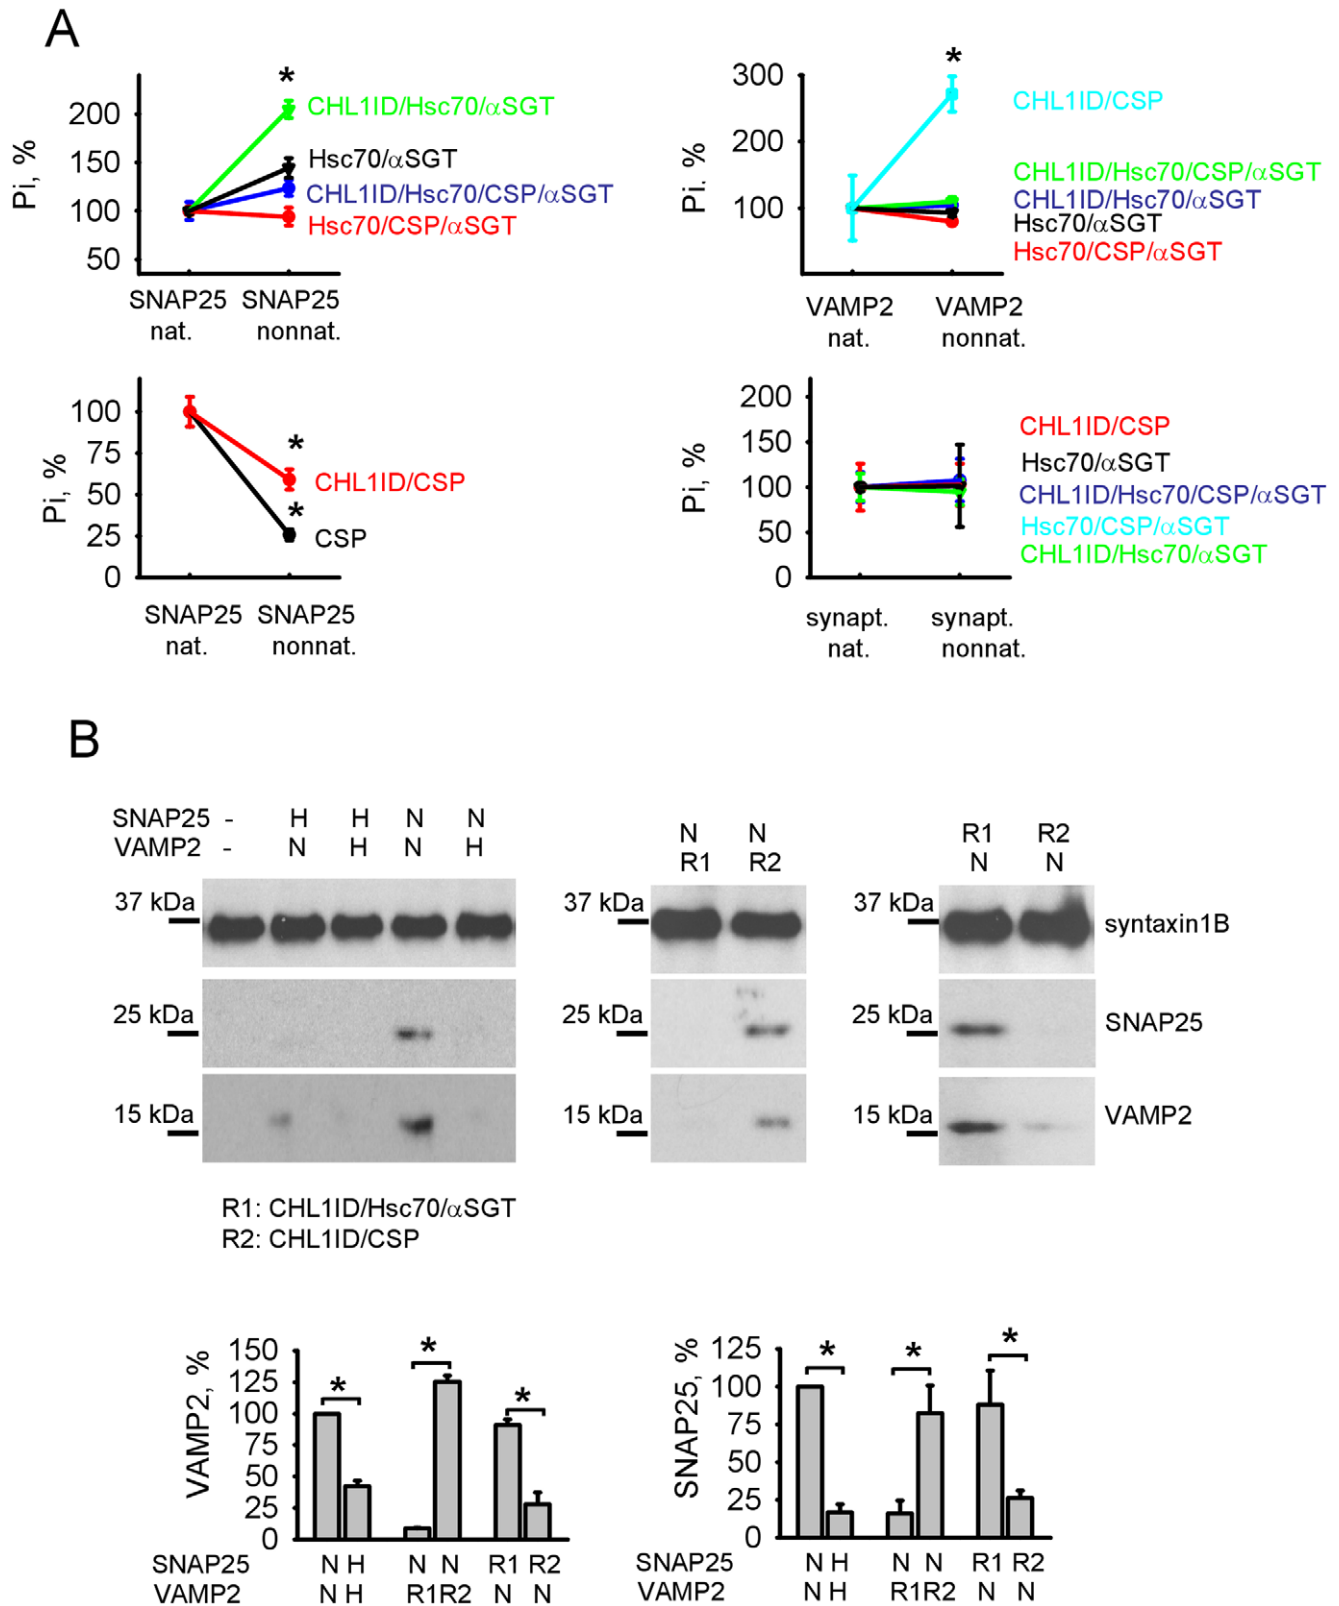 A
200
150
100
50
Pi, %
*
CHL1ID/Hsc70/αSGT
Hsc70/αSGT
CHL1ID/Hsc70/CSP/αSGT
Hsc70/CSP/αSGT
SNAP25 SNAP25
nat. nonnat.
300
200
100
Pi. %
*
CHL1ID/CSP
CHL1ID/Hsc70/CSP/αSGT
CHL1ID/Hsc70/αSGT
Hsc70/αSGT
Hsc70/CSP/αSGT
VAMP2 VAMP2
nat. nonnat.
100
75
50
25
0
Pi, %
*
CHL1ID/CSP
*
CSP
SNAP25 SNAP25
nat. nonnat.
200
150
100
50
0
Pi, %
CHL1ID/CSP
Hsc70/αSGT
CHL1ID/Hsc70/CSP/αSGT
Hsc70/CSP/αSGT
CHL1ID/Hsc70/αSGT
synapt. synapt.
nat. nonnat.
B
SNAP25 - H H N N
VAMP2 - N H N H
37 kDa
25 kDa
15 kDa
N N
R1 R2
37 kDa
25 kDa
15 kDa
R1 R2
N N
37 kDa
25 kDa
15 kDa
syntaxin1B
SNAP25
VAMP2
R1: CHL1ID/Hsc70/αSGT
R2: CHL1ID/CSP
150
125
100
75
50
25
0
VAMP2, %
* * *
SNAP25 N H N N R1 R2
VAMP2 N H R1R2 N N
125
100
75
50
25
0
SNAP25, %
* * *
SNAP25 N H N N R1 R2
VAMP2 N H R1R2 N N